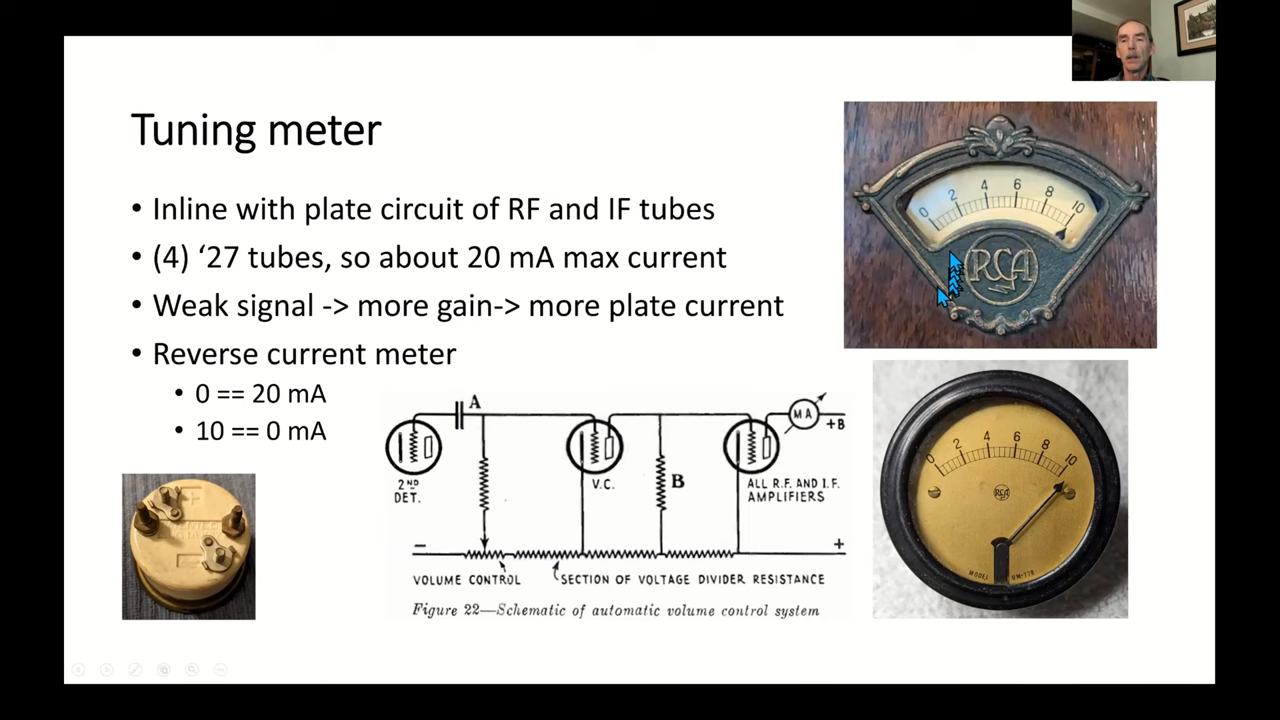 Tuning meter
• Inline with plate circuit of RF and IF tubes
• (4) ‘27 tubes, so about 20 mA max current
• Weak signal -> more gain-> more plate current
• Reverse current meter
• 0 == 20 mA
• 10 == 0 mA
0 2 4 6 8 10
RCA
A
MA
+B
2ND
DET.
V.C.
B
ALL R.F. AND I.F.
AMPLIFIERS
−
+
VOLUME CONTROL
SECTION OF VOLTAGE DIVIDER RESISTANCE
Figure 22—Schematic of automatic volume control system
0 2 4 6 8 10
RCA
MODEL